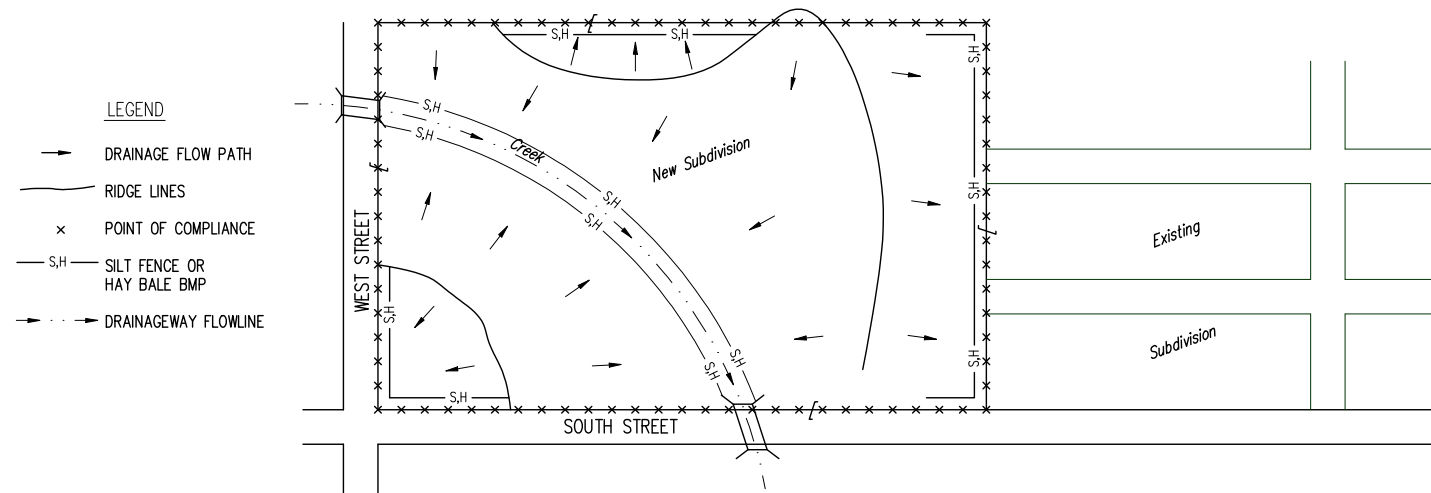 LEGEND
DRAINAGE FLOW PATH
RIDGE LINES
× POINT OF COMPLIANCE
S,H SILT FENCE OR
HAY BALE BMP
DRAINAGEWAY FLOWLINE
S,H
S,H
S,H
S,H
S,H
Creek
New Subdivision
S,H
S,H
S,H
WEST STREET
S,H
S,H
S,H
S,H
S,H
S,H
SOUTH STREET
Existing
Subdivision